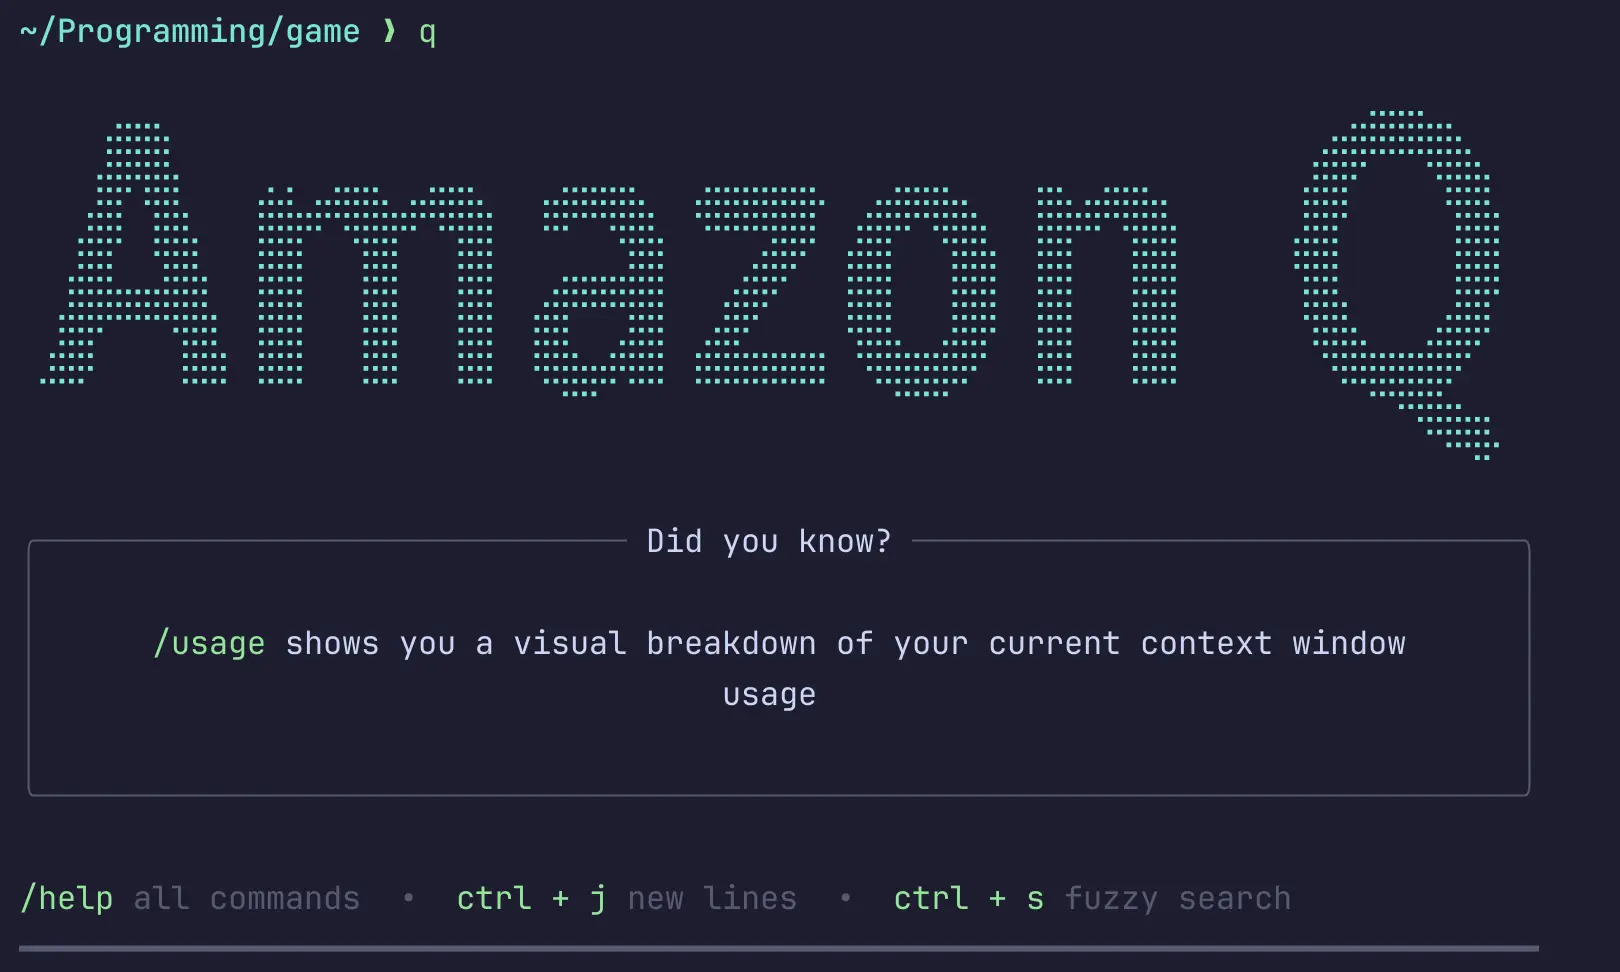 ~/Programming/game ❯ q
Amazon Q
Did you know?
/usage shows you a visual breakdown of your current context window
usage
/help all commands • ctrl + j new lines • ctrl + s fuzzy search